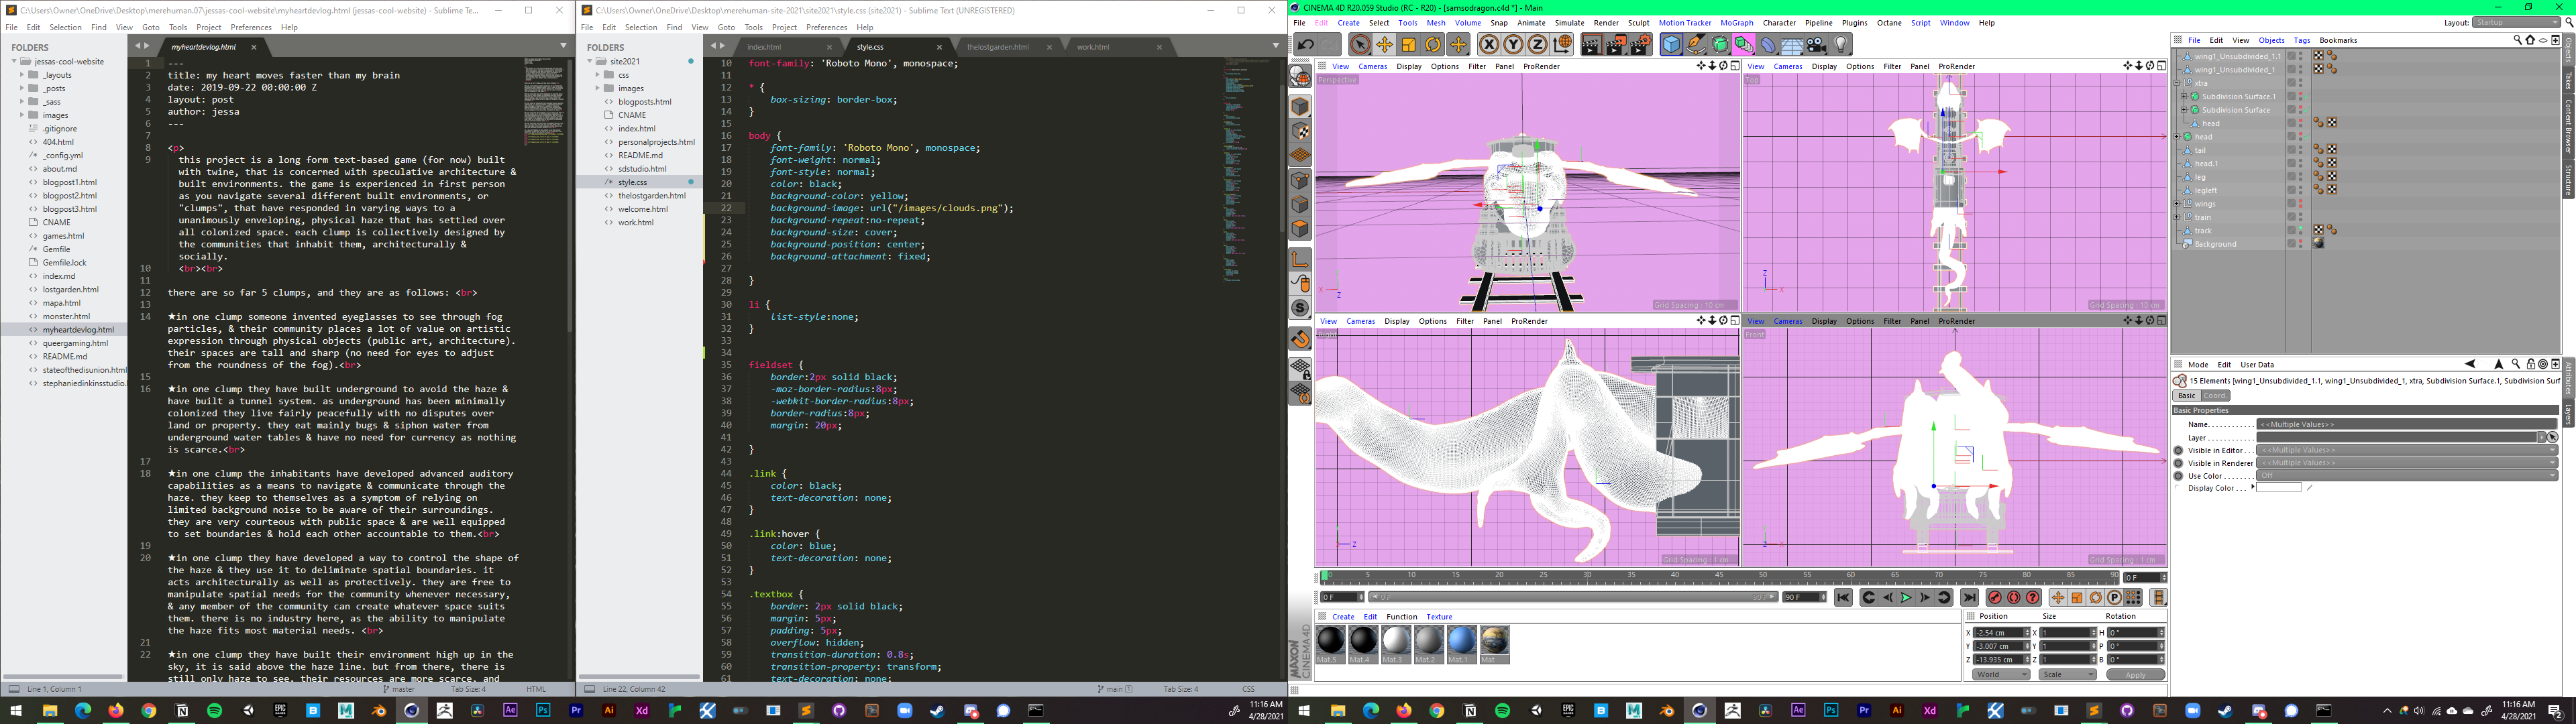 C:\Users\Owner\OneDrive\Desktop\merehuman.07\jessas-cool-website\myheartdevlog.html (jessas-cool-website) - Sublime Te...
File Edit Selection Find View Goto Tools Project Preferences Help
FOLDERS
jessas-cool-website
_layouts
_posts
_sass
images
.gitignore
404.html
_config.yml
about.md
blogpost1.html
blogpost2.html
blogpost3.html
CNAME
games.html
Gemfile
Gemfile.lock
index.md
lostgarden.html
mapa.html
monster.html
myheartdevlog.html
queergaming.html
README.md
stateofthedisunion.html
stephaniedinkinsstudio.l
myheartdevlog.html
1 ---
2 title: my heart moves faster than my brain
3 date: 2019-09-22 00:00:00 Z
4 layout: post
5 author: jessa
6 ---
7
8 <p>
9 this project is a long form text-based game (for now) built
with twine, that is concerned with speculative architecture &
built environments. the game is experienced in first person
as you navigate several different built environments, or
"clumps", that have responded in varying ways to a
unanimously enveloping, physical haze that has settled over
all colonized space. each clump is collectively designed by
the communities that inhabit them, architecturally &
socially.
10 <br><br>
11
12 there are so far 5 clumps, and they are as follows: <br>
13
14 ★in one clump someone invented eyeglasses to see through fog
particles, & their community places a lot of value on artistic
expression through physical objects (public art, architecture).
their spaces are tall and sharp (no need for eyes to adjust
from the roundness of the fog).<br>
15
16 ★in one clump they have built underground to avoid the haze &
have built a tunnel system. as underground has been minimally
colonized they live fairly peacefully with no disputes over
land or property. they eat mainly bugs & siphon water from
underground water tables & have no need for currency as nothing
is scarce.<br>
17
18 ★in one clump the inhabitants have developed advanced auditory
capabilities as a means to navigate & communicate through the
haze. they keep to themselves as a symptom of relying on
limited background noise to be aware of their surroundings.
they are very courteous with public space & are well equipped
to set boundaries & hold each other accountable to them.<br>
19
20 ★in one clump they have developed a way to control the shape of
the haze & they use it to deliminate spatial boundaries. it
acts architecturally as well as protectively. they are free to
manipulate spatial needs for the community whenever necessary,
& any member of the community can create whatever space suits
them. there is no industry here, as the ability to manipulate
the haze fits most material needs. <br>
21
22 ★in one clump they have built their environment high up in the
sky, it is said above the haze line. but from there, there is
still only haze to see. their resources are more scarce, and
Line 1, Column 1 master Tab Size: 4 HTML
C:\Users\Owner\OneDrive\Desktop\merehuman-site-2021\site2021\style.css (site2021) - Sublime Text (UNREGISTERED)
File Edit Selection Find View Goto Tools Project Preferences Help
FOLDERS
site2021
css
images
blogposts.html
CNAME
index.html
personalprojects.html
README.md
sdstudio.html
style.css
thelostgarden.html
welcome.html
work.html
index.html style.css thelostgarden.html work.html
10 font-family: 'Roboto Mono', monospace;
11
12 * {
13 box-sizing: border-box;
14 }
15
16 body {
17 font-family: 'Roboto Mono', monospace;
18 font-weight: normal;
19 font-style: normal;
20 color: black;
21 background-color: yellow;
22 background-image: url("/images/clouds.png");
23 background-repeat:no-repeat;
24 background-size: cover;
25 background-position: center;
26 background-attachment: fixed;
27
28 }
29
30 li {
31 list-style:none;
32 }
33
34
35 fieldset {
36 border:2px solid black;
37 -moz-border-radius:8px;
38 -webkit-border-radius:8px;
39 border-radius:8px;
40 margin: 20px;
41
42 }
43
44 .link {
45 color: black;
46 text-decoration: none;
47 }
48
49 .link:hover {
50 color: blue;
51 text-decoration: none;
52 }
53
54 .textbox {
55 border: 2px solid black;
56 margin: 5px;
57 padding: 5px;
58 overflow: hidden;
59 transition-duration: 0.8s;
60 transition-property: transform;
61 text-decoration: none;
Line 22, Column 42 main Tab Size: 4 CSS
CINEMA 4D R20.059 Studio (RC - R20) - [samsodragon.c4d *] - Main
File Edit Create Select Tools Mesh Volume Snap Animate Simulate Render Sculpt Motion Tracker MoGraph Character Pipeline Plugins Octane Script Window Help
Layout: Startup
View Cameras Display Options Filter Panel ProRender
Perspective
Grid Spacing : 10 cm
View Cameras Display Options Filter Panel ProRender
Top
Grid Spacing : 10 cm
View Cameras Display Options Filter Panel ProRender
Right
Grid Spacing : 1 cm
View Cameras Display Options Filter Panel ProRender
Front
Grid Spacing : 1 cm
0 5 10 15 20 25 30 35 40 45 50 55 60 65 70 75 80 85 90 0 F
0 F 90 F
Create Edit Function Texture
Mat.5 Mat.4 Mat.3 Mat.2 Mat.1 Mat
MAXON CINEMA 4D
Position Size Rotation
X -2.54 cm X 1 H 0 °
Y -3.007 cm Y 1 P 0 °
Z -13.935 cm Z 1 B 0 °
World Scale Apply
File Edit View Objects Tags Bookmarks
wing1_Unsubdivided_1.1
wing1_Unsubdivided_1
xtra
Subdivision Surface.1
Subdivision Surface
head
head
tail
head.1
leg
legleft
wings
train
track
Background
Objects
Takes
Content Browser
Structure
Mode Edit User Data
15 Elements [wing1_Unsubdivided_1.1, wing1_Unsubdivided_1, xtra, Subdivision Surface.1, Subdivision Surf
Basic Coord.
Basic Properties
Name <<Multiple Values>>
Layer
Visible in Editor <<Multiple Values>>
Visible in Renderer <<Multiple Values>>
Use Color Off
Display Color
Attributes
Layers
11:16 AM
4/28/2021
11:16 AM
4/28/2021